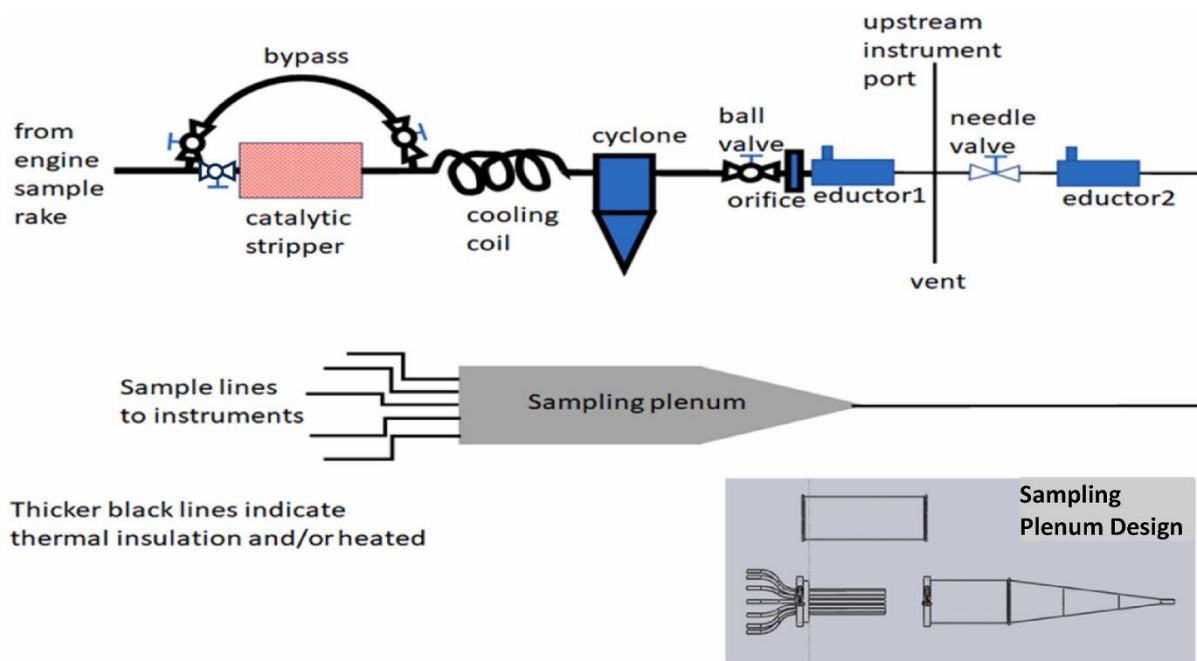 bypass
from
engine
sample
rake
catalytic
stripper
cooling
coil
cyclone
ball
valve
orifice
eductor1
upstream
instrument
port
vent
needle
valve
eductor2
Sample lines
to instruments
Sampling plenum
Thicker black lines indicate
thermal insulation and/or heated
Sampling
Plenum Design